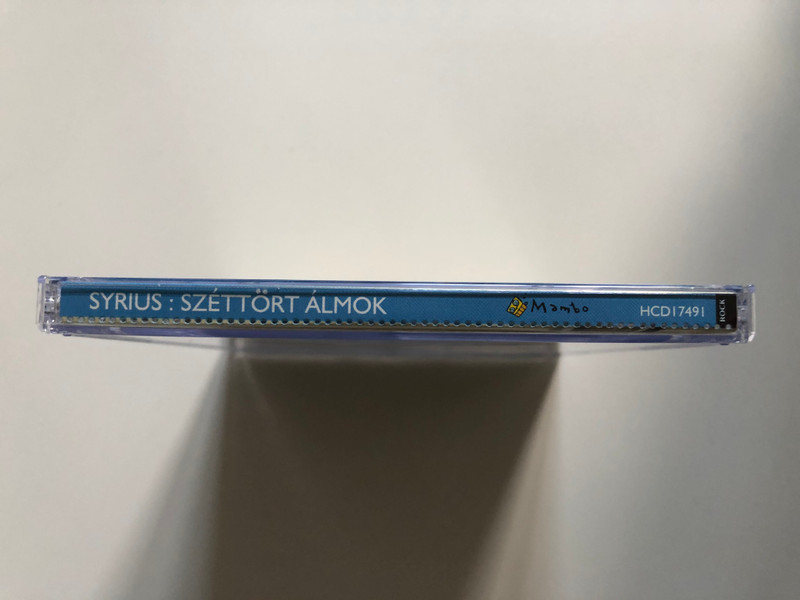 SYRIUS : SZÉTTÖRT ÁLMOK
Mambo
HCD17491
ROCK